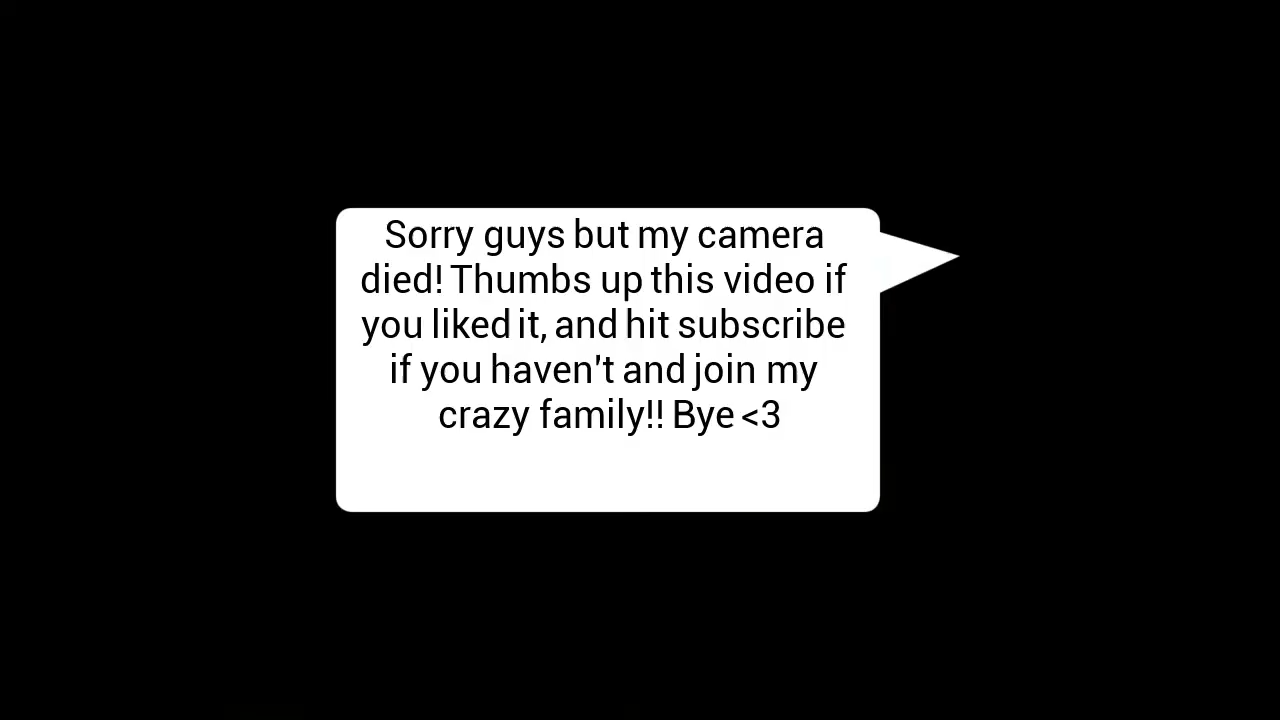 Sorry guys but my camera
died! Thumbs up this video if
you liked it, and hit subscribe
if you haven't and join my
crazy family!! Bye <3